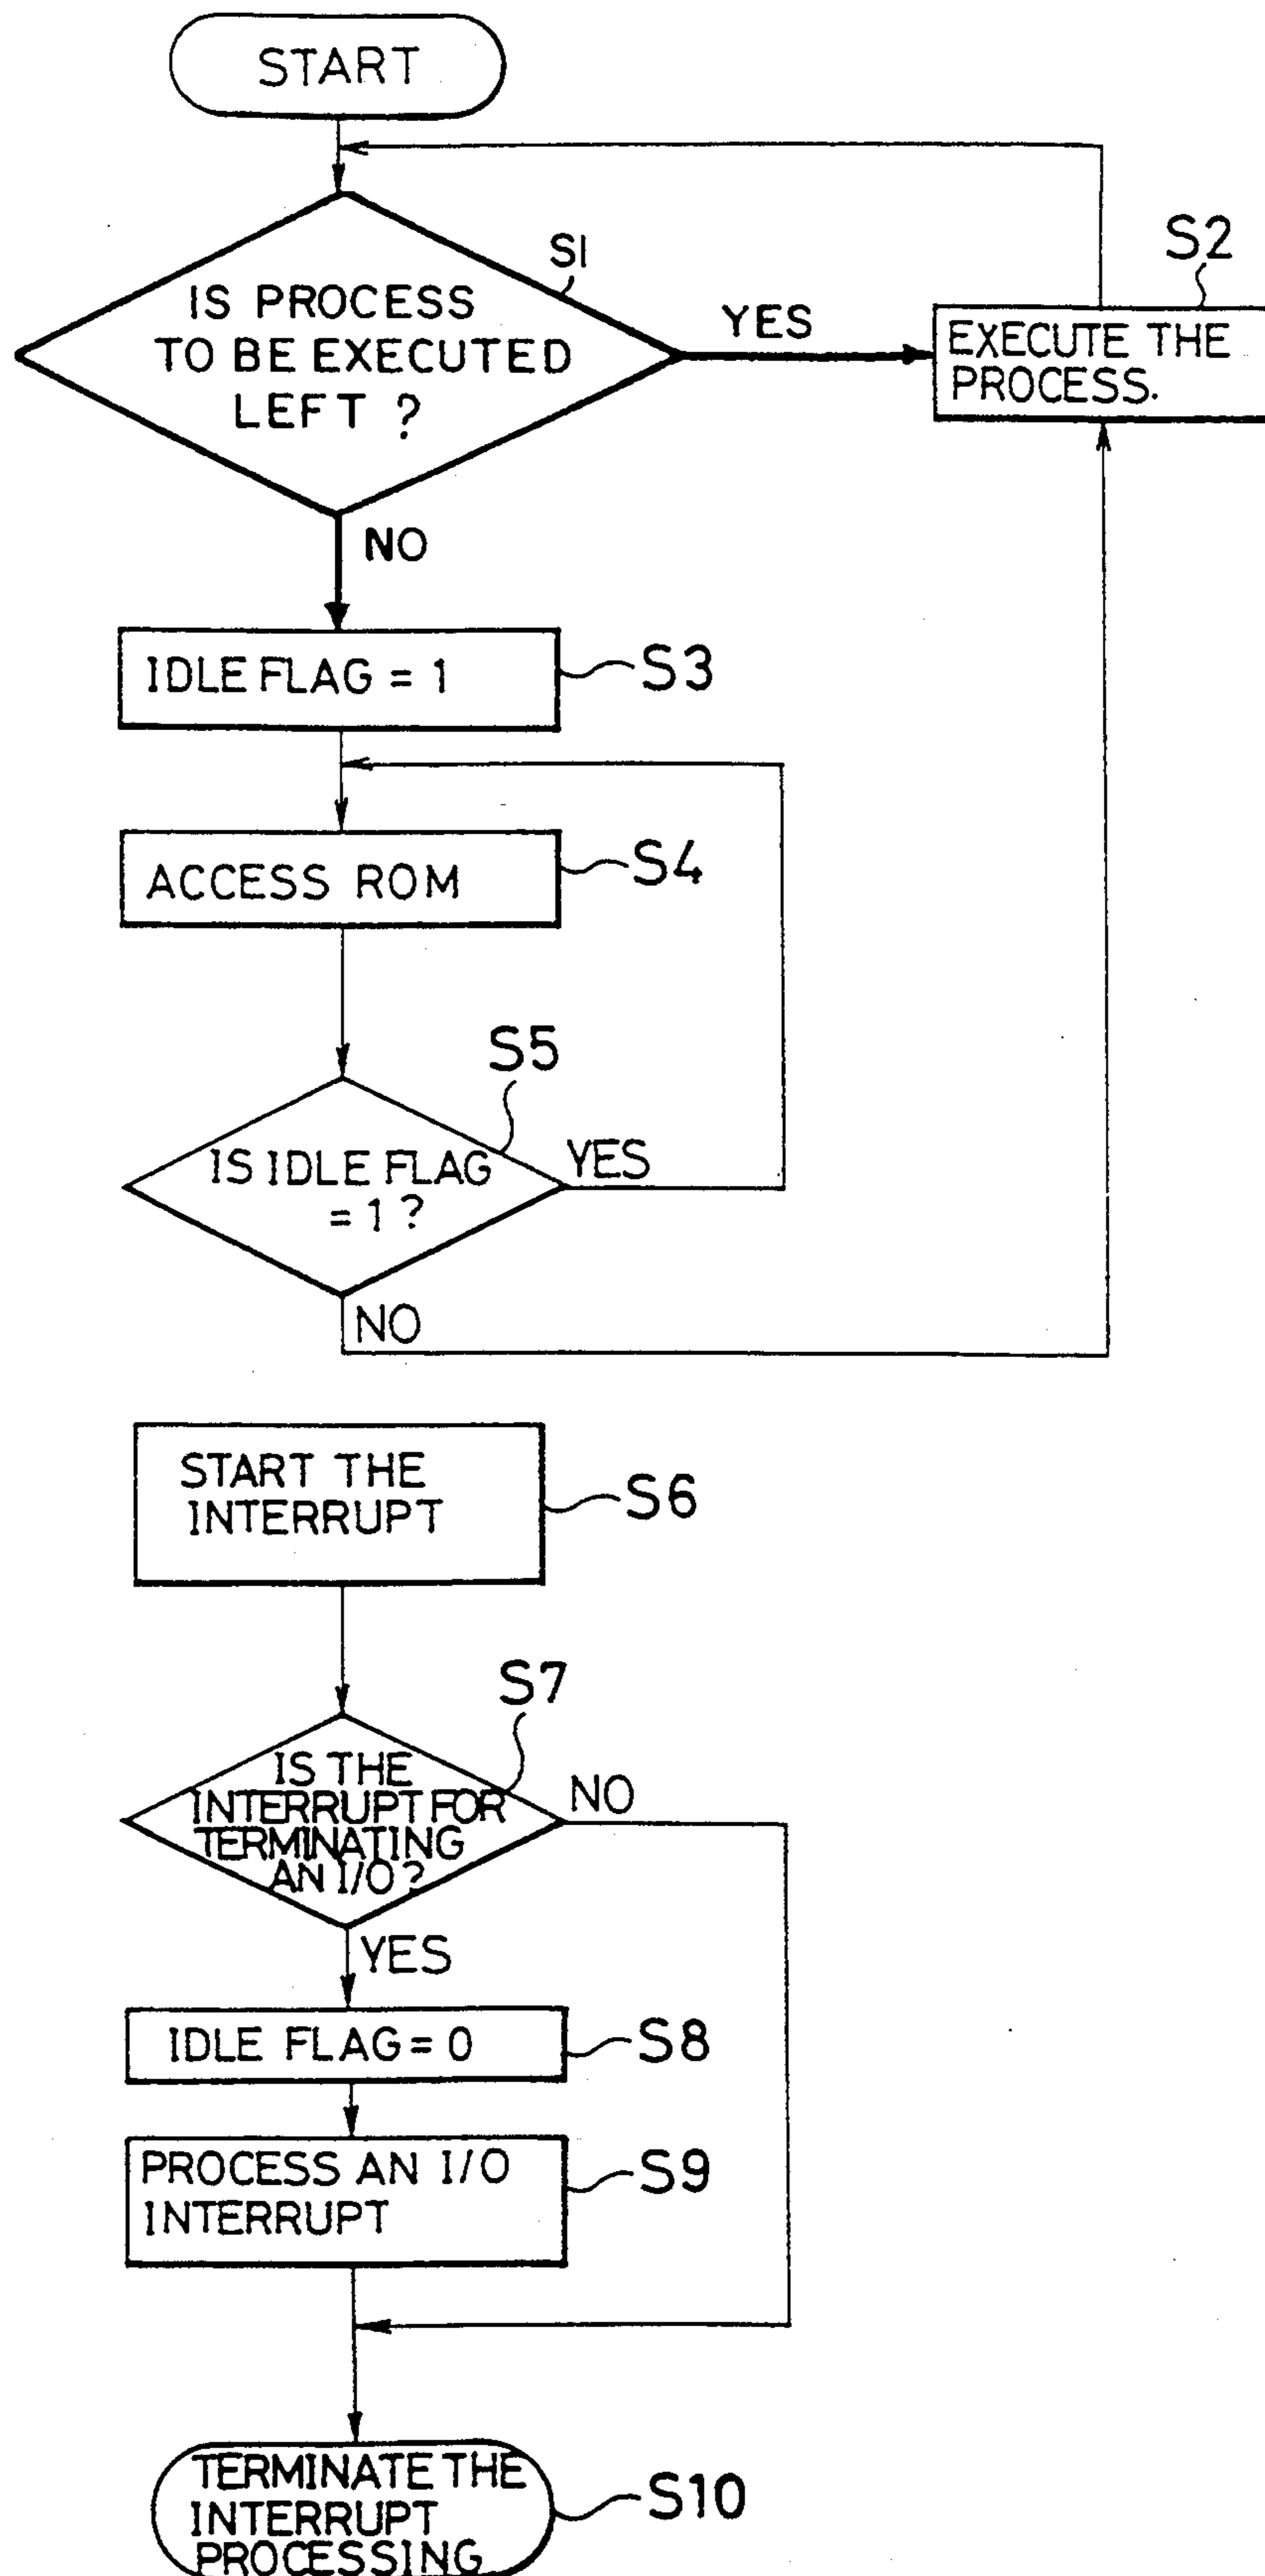 START
S1
IS PROCESS
TO BE EXECUTED
LEFT ?
YES
S2
EXECUTE THE
PROCESS.
NO
IDLE FLAG = 1
S3
ACCESS ROM
S4
S5
IS IDLE FLAG
= 1 ?
YES
NO
START THE
INTERRUPT
S6
S7
IS THE
INTERRUPT FOR
TERMINATING
AN I/O ?
NO
YES
IDLE FLAG = 0
S8
PROCESS AN I/O
INTERRUPT
S9
TERMINATE THE
INTERRUPT
PROCESSING
S10